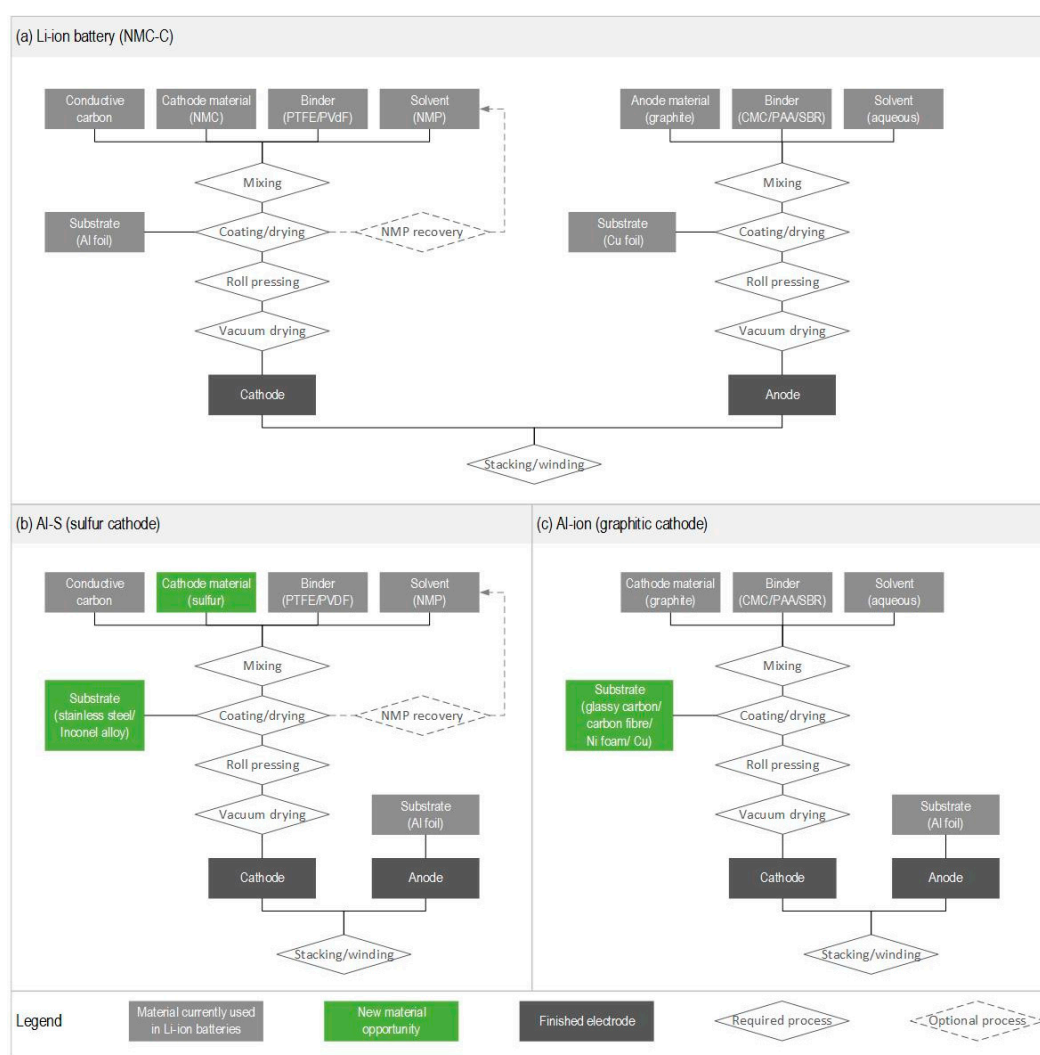 (a) Li-ion battery (NMC-C)
Conductive
carbon
Cathode material
(NMC)
Binder
(PTFE/PVdF)
Solvent
(NMP)
Anode material
(graphite)
Binder
(CMC/PAA/SBR)
Solvent
(aqueous)
Mixing
Mixing
Substrate
(Al foil)
Coating/drying
NMP recovery
Substrate
(Cu foil)
Coating/drying
Roll pressing
Roll pressing
Vacuum drying
Vacuum drying
Cathode
Anode
Stacking/winding
(b) Al-S (sulfur cathode)
Conductive
carbon
Cathode material
(sulfur)
Binder
(PTFE/PVDF)
Solvent
(NMP)
Mixing
Substrate
(stainless steel/
Inconel alloy)
Coating/drying
NMP recovery
Roll pressing
Vacuum drying
Substrate
(Al foil)
Cathode
Anode
Stacking/winding
(c) Al-ion (graphitic cathode)
Cathode material
(graphite)
Binder
(CMC/PAA/SBR)
Solvent
(aqueous)
Mixing
Substrate
(glassy carbon/
carbon fibre/
Ni foam/ Cu)
Coating/drying
Roll pressing
Vacuum drying
Substrate
(Al foil)
Cathode
Anode
Stacking/winding
Legend
Material currently used
in Li-ion batteries
New material
opportunity
Finished electrode
Required process
Optional process